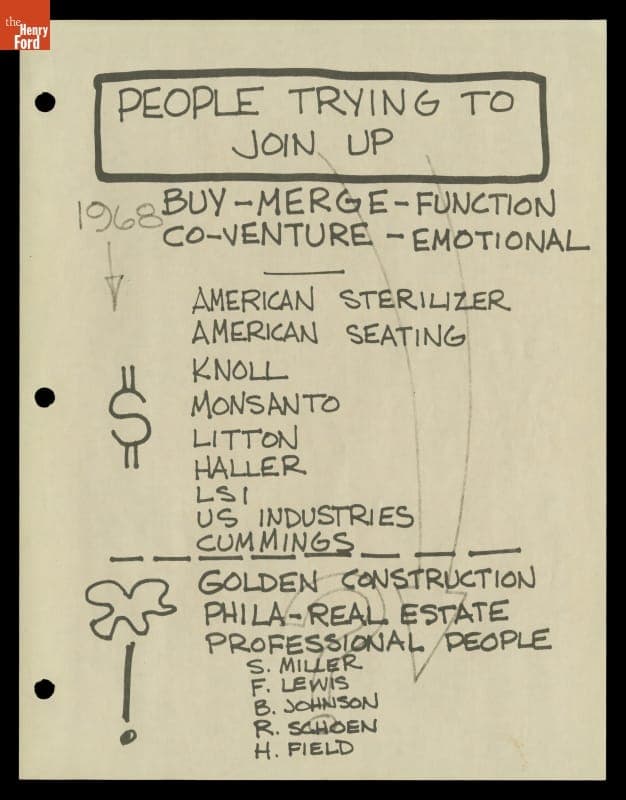 the
Henry
Ford
PEOPLE TRYING TO
JOIN UP
1968
BUY-MERGE-FUNCTION
CO-VENTURE - EMOTIONAL
AMERICAN STERILIZER
AMERICAN SEATING
KNOLL
$
MONSANTO
LITTON
HALLER
LSI
US INDUSTRIES
CUMMINGS
GOLDEN CONSTRUCTION
PHILA-REAL ESTATE
PROFESSIONAL PEOPLE
S. MILLER
F. LEWIS
B. JOHNSON
R. SCHOEN
H. FIELD